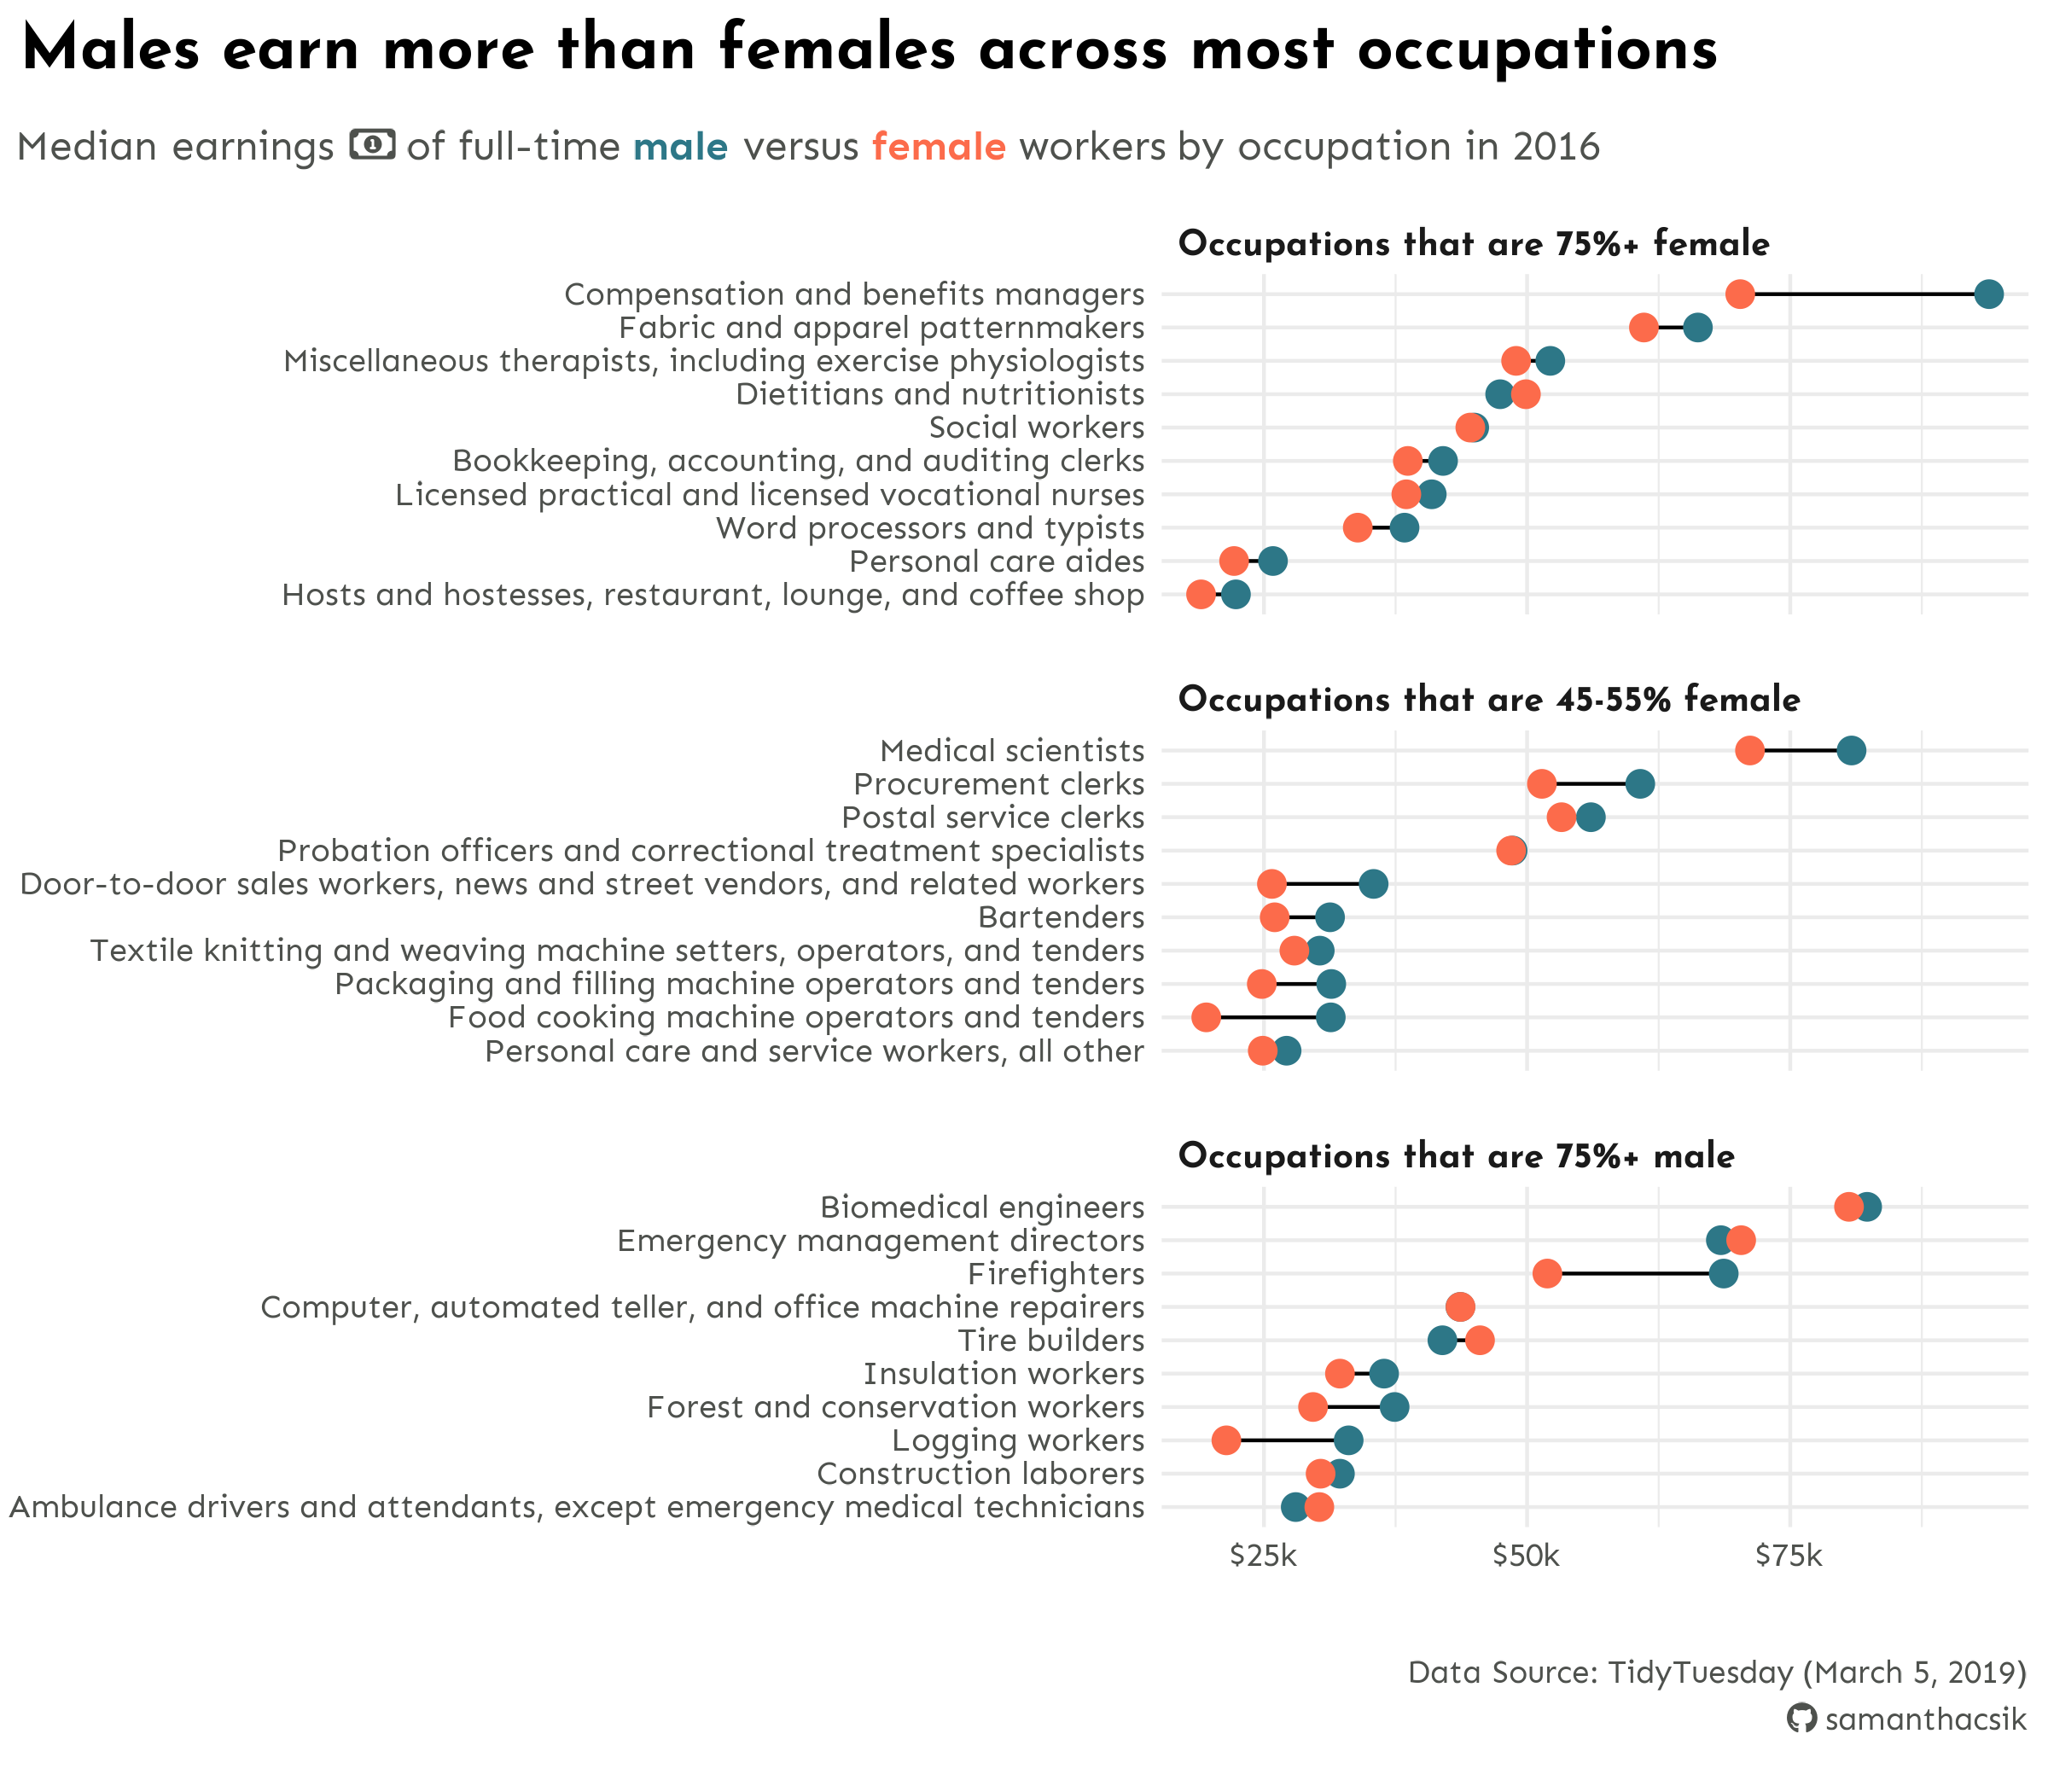 Males earn more than females across most occupations
Median earnings 1 of full-time male versus female workers by occupation in 2016
Occupations that are 75%+ female
Compensation and benefits managers
Fabric and apparel patternmakers
Miscellaneous therapists, including exercise physiologists
Dietitians and nutritionists
Social workers
Bookkeeping, accounting, and auditing clerks
Licensed practical and licensed vocational nurses
Word processors and typists
Personal care aides
Hosts and hostesses, restaurant, lounge, and coffee shop
Occupations that are 45-55% female
Medical scientists
Procurement clerks
Postal service clerks
Probation officers and correctional treatment specialists
Door-to-door sales workers, news and street vendors, and related workers
Bartenders
Textile knitting and weaving machine setters, operators, and tenders
Packaging and filling machine operators and tenders
Food cooking machine operators and tenders
Personal care and service workers, all other
Occupations that are 75%+ male
Biomedical engineers
Emergency management directors
Firefighters
Computer, automated teller, and office machine repairers
Tire builders
Insulation workers
Forest and conservation workers
Logging workers
Construction laborers
Ambulance drivers and attendants, except emergency medical technicians
$25k $50k $75k
Data Source: TidyTuesday (March 5, 2019)
samanthacsik